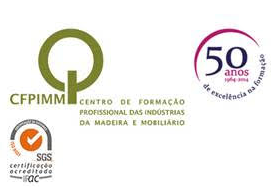 CFPIMM
CENTRO DE FORMAÇÃO
PROFISSIONAL DAS INDÚSTRIAS
DA MADEIRA E MOBILIÁRIO
50
anos
1964-2014
de excelência na formação
SGS
certificação
acreditada
ipac